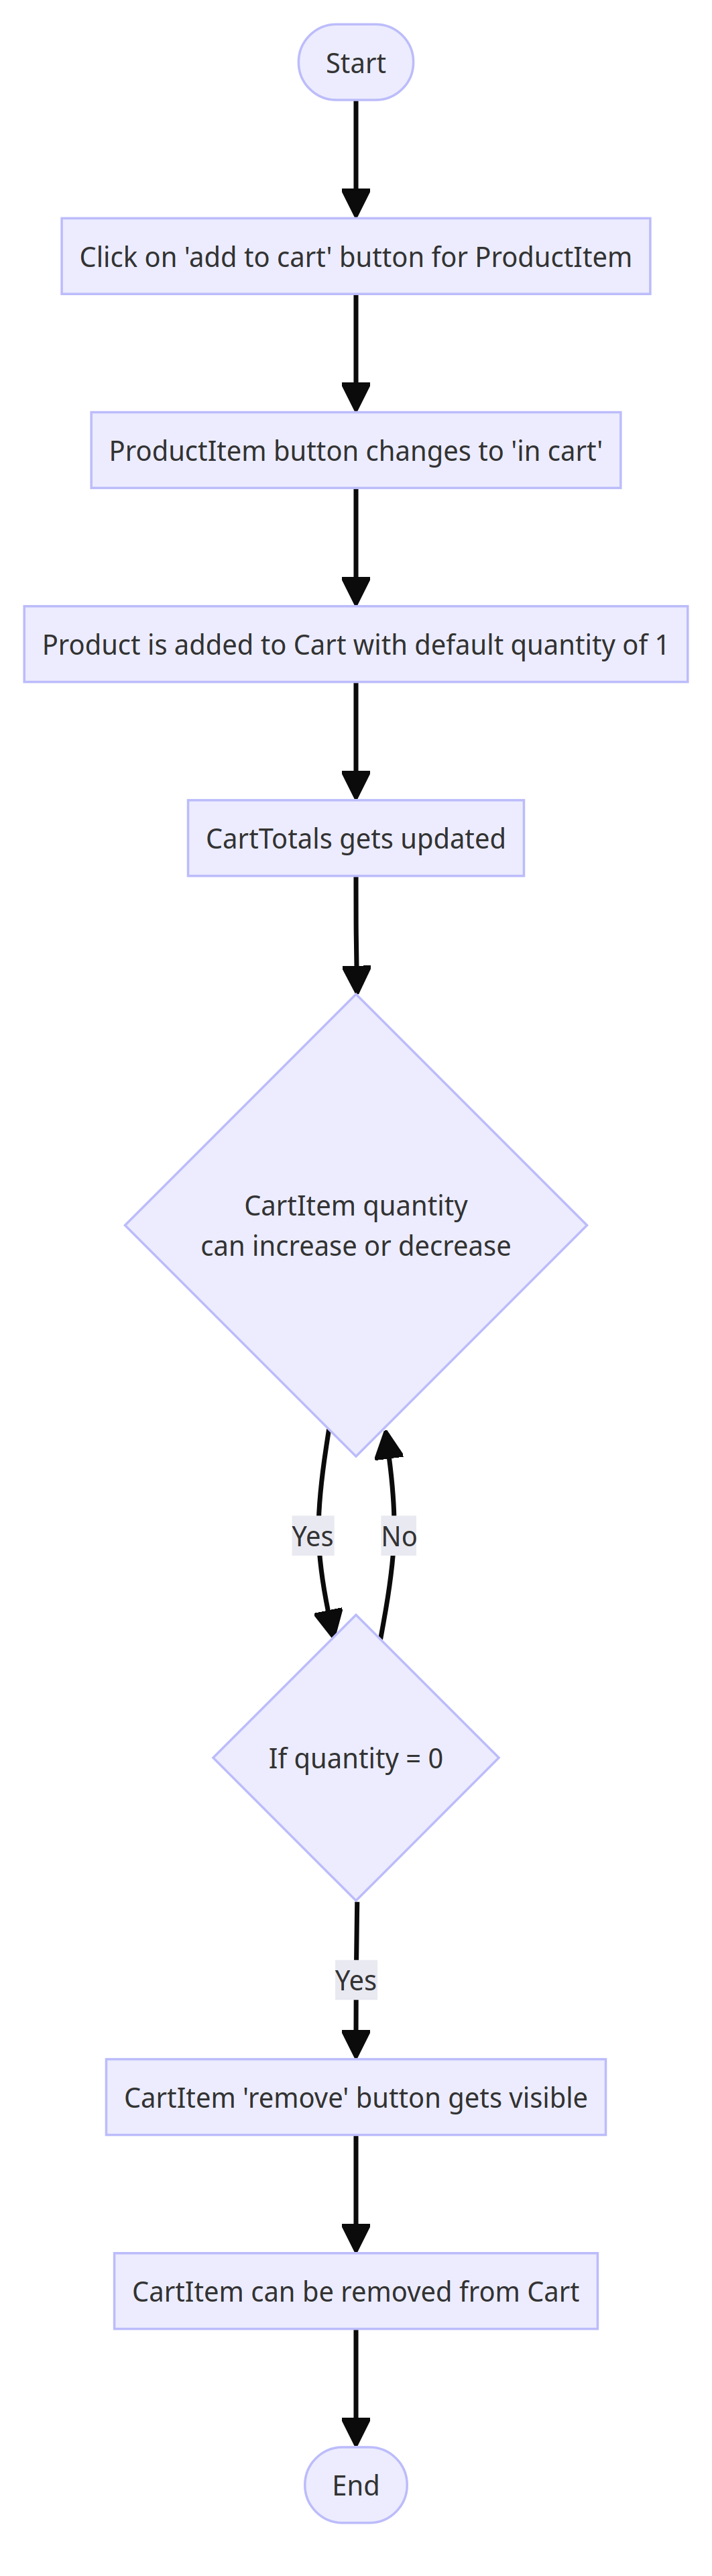 Start
Click on 'add to cart' button for ProductItem
ProductItem button changes to 'in cart'
Product is added to Cart with default quantity of 1
CartTotals gets updated
CartItem quantity
can increase or decrease
Yes
No
If quantity = 0
Yes
CartItem 'remove' button gets visible
CartItem can be removed from Cart
End